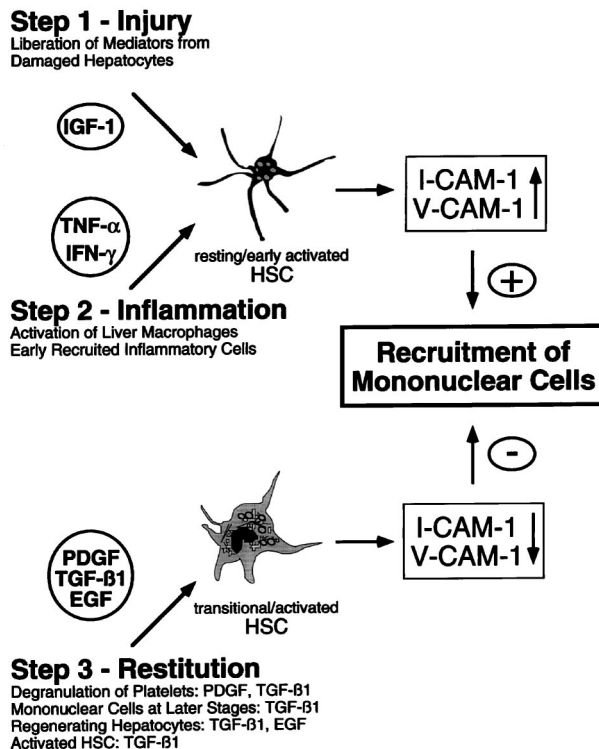 Step 1 - Injury
Liberation of Mediators from
Damaged Hepatocytes
IGF-1
TNF-α
IFN-γ
resting/early activated
HSC
I-CAM-1
V-CAM-1
+
Step 2 - Inflammation
Activation of Liver Macrophages
Early Recruited Inflammatory Cells
Recruitment of
Mononuclear Cells
-
PDGF
TGF-ß1
EGF
transitional/activated
HSC
I-CAM-1
V-CAM-1
Step 3 - Restitution
Degranulation of Platelets: PDGF, TGF-ß1
Mononuclear Cells at Later Stages: TGF-ß1
Regenerating Hepatocytes: TGF-ß1, EGF
Activated HSC: TGF-ß1